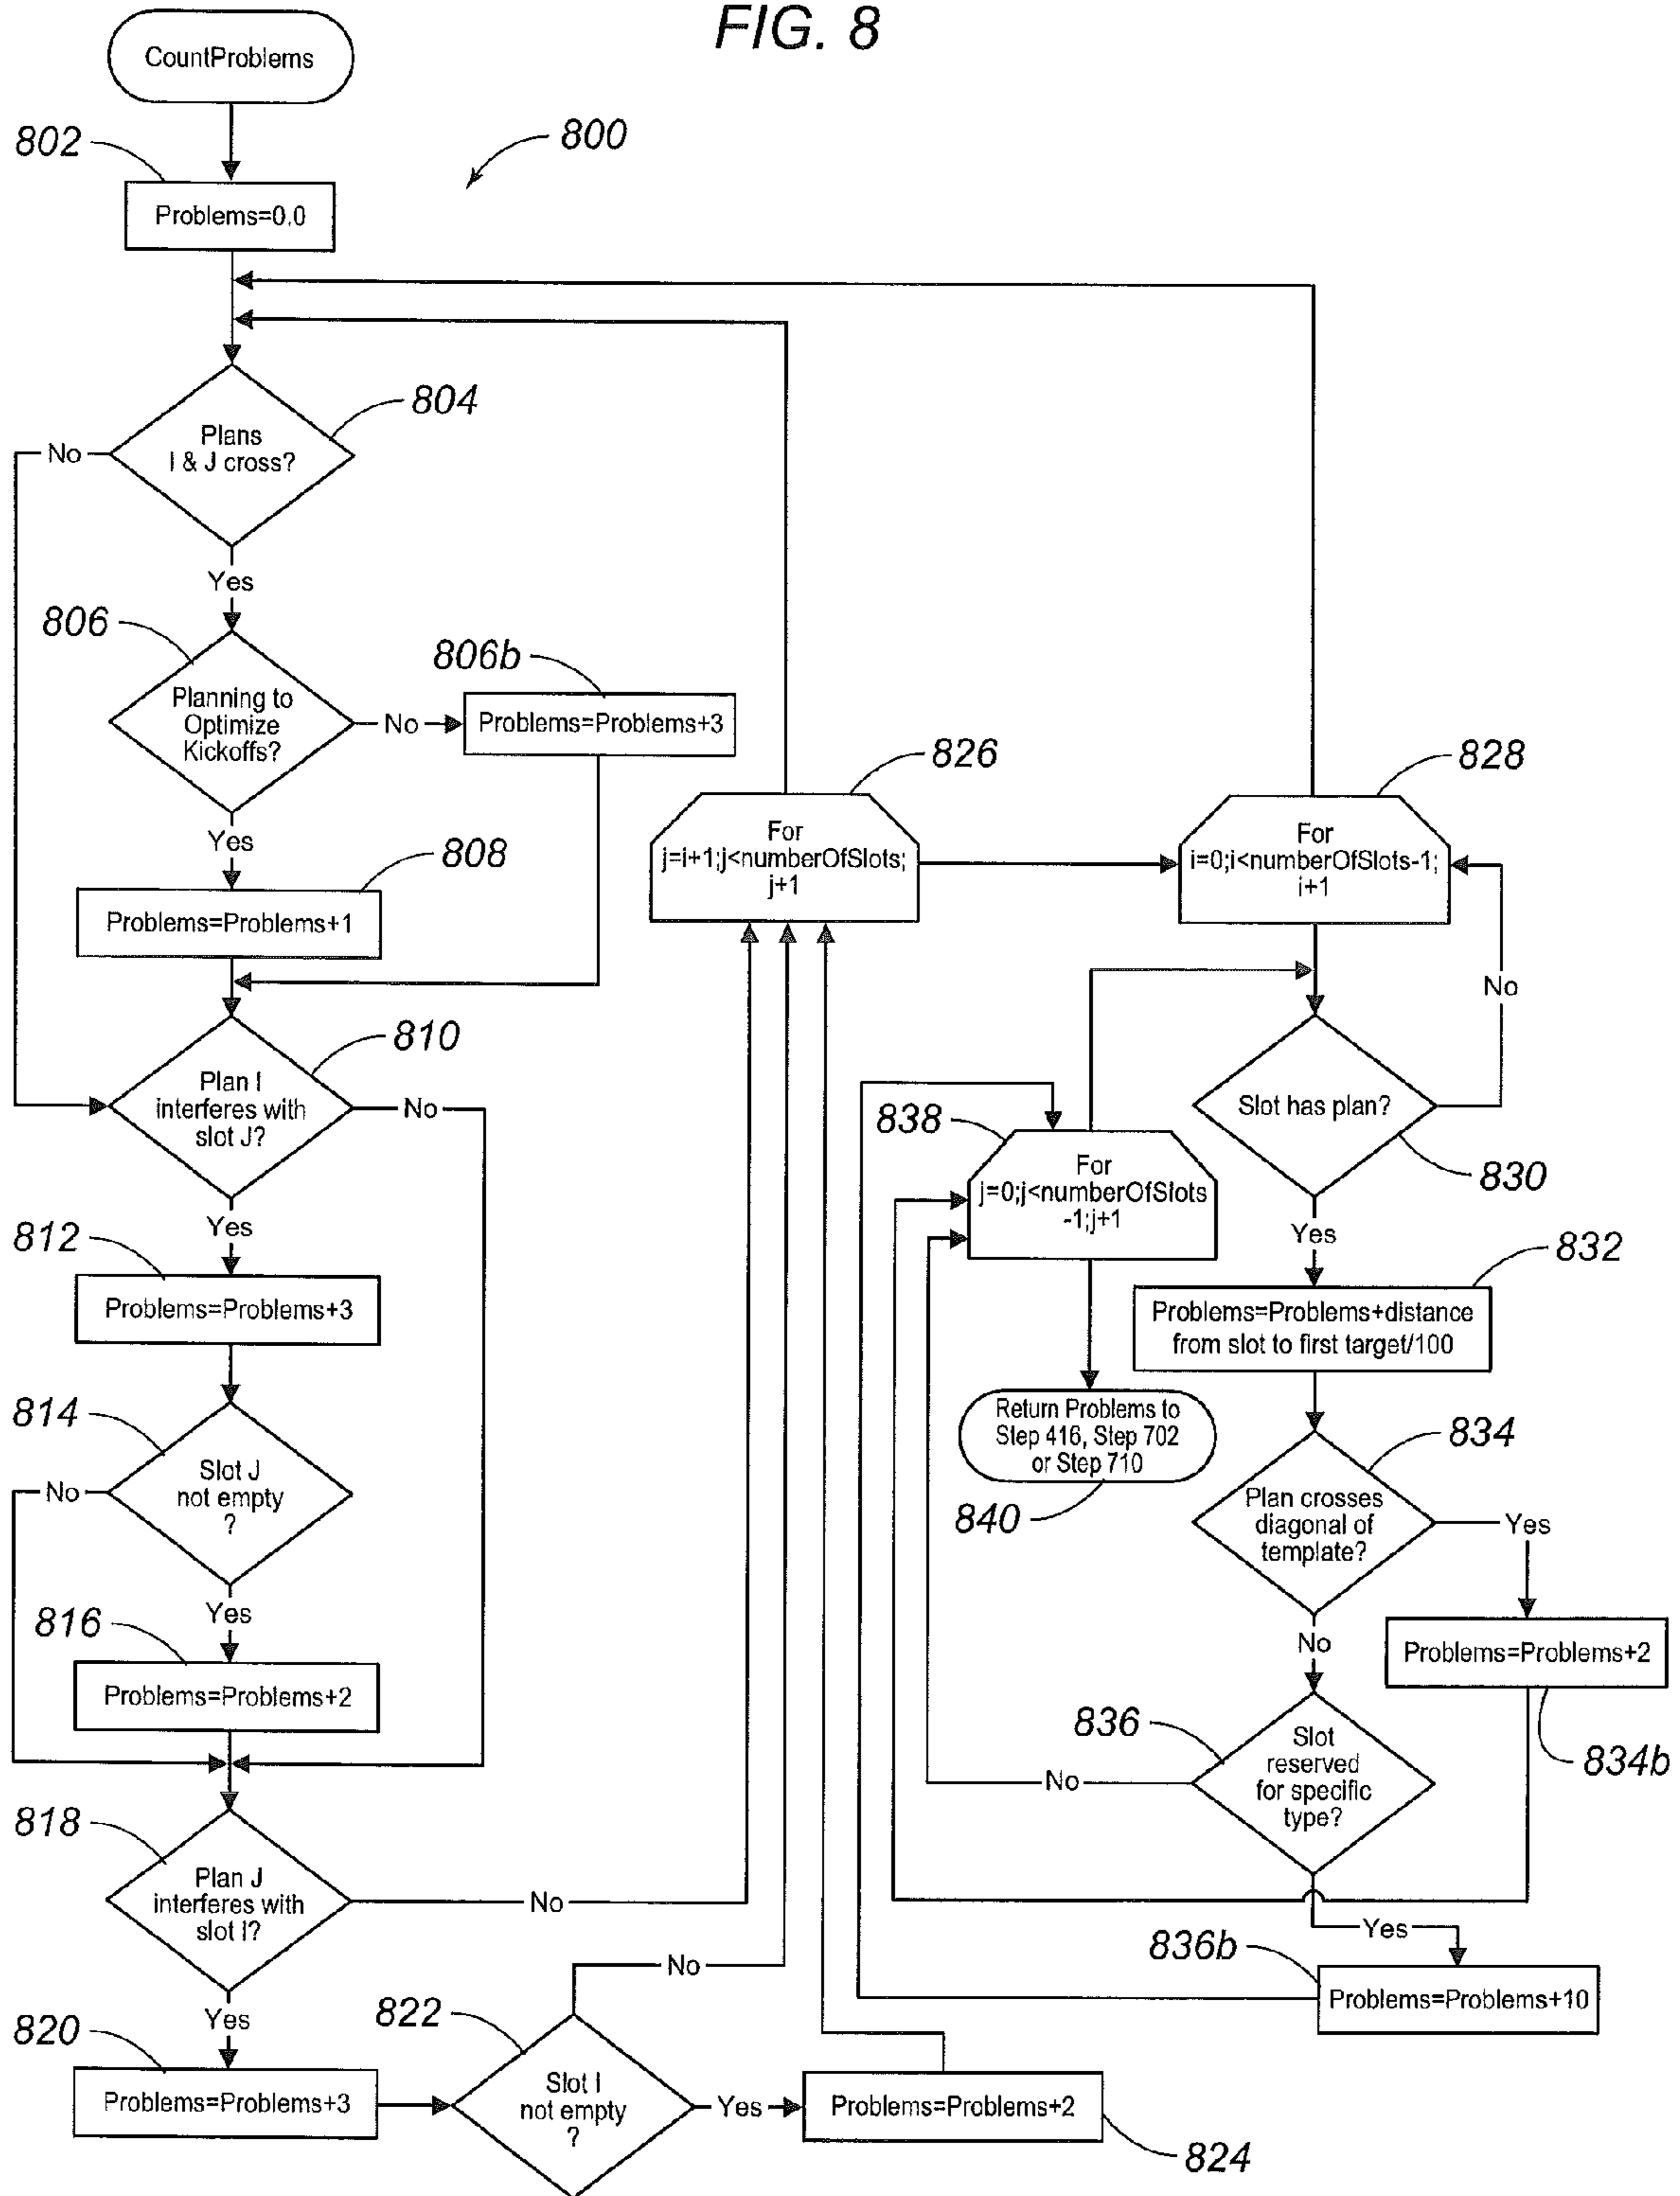 FIG. 8
CountProblems
802
800
Problems=0.0
804
Plans
I & J cross?
No
Yes
806
806b
Planning to
Optimize
Kickoffs?
No
Problems=Problems+3
Yes
808
Problems=Problems+1
826
For
j=i+1;j<numberOfSlots;
j+1
828
For
i=0;i<numberOfSlots-1;
i+1
No
810
Plan I
interferes with
slot J?
No
Yes
812
Problems=Problems+3
814
Slot J
not empty
?
No
Yes
816
Problems=Problems+2
818
Plan J
interferes with
slot I?
No
Yes
820
Problems=Problems+3
822
Slot I
not empty
?
No
Yes
Problems=Problems+2
824
Slot has plan?
830
Yes
838
For
j=0;j<numberOfSlots
-1;j+1
832
Problems=Problems+distance
from slot to first target/100
Return Problems to
Step 416, Step 702
or Step 710
840
834
Plan crosses
diagonal of
template?
Yes
No
Problems=Problems+2
834b
836
Slot
reserved
for specific
type?
No
Yes
836b
Problems=Problems+10